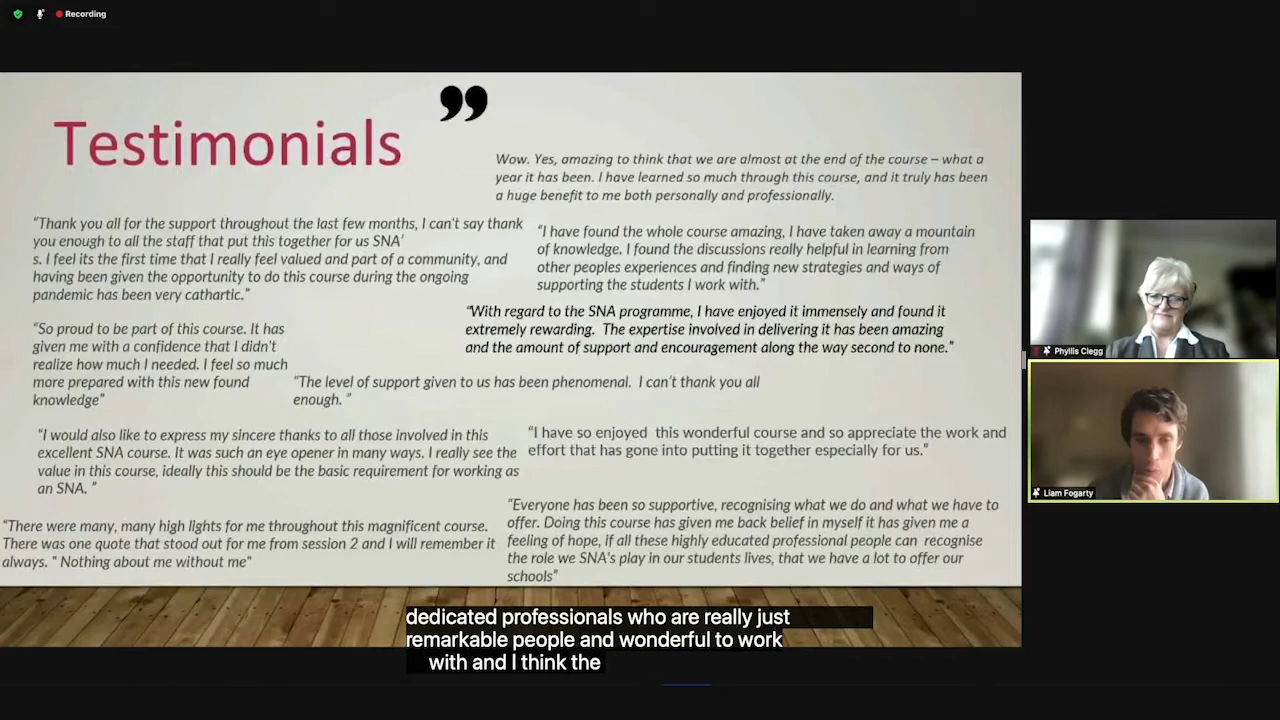 Recording
”
Testimonials
Wow. Yes, amazing to think that we are almost at the end of the course – what a
year it has been. I have learned so much through this course, and it truly has been
a huge benefit to me both personally and professionally.
“Thank you all for the support throughout the last few months, I can't say thank
you enough to all the staff that put this together for us SNA’
s. I feel its the first time that I really feel valued and part of a community, and
having been given the opportunity to do this course during the ongoing
pandemic has been very cathartic.”
“I have found the whole course amazing, I have taken away a mountain
of knowledge. I found the discussions really helpful in learning from
other peoples experiences and finding new strategies and ways of
supporting the students I work with.”
“With regard to the SNA programme, I have enjoyed it immensely and found it
extremely rewarding. The expertise involved in delivering it has been amazing
and the amount of support and encouragement along the way second to none.”
“So proud to be part of this course. It has
given me with a confidence that I didn't
realize how much I needed. I feel so much
more prepared with this new found
knowledge”
“The level of support given to us has been phenomenal. I can’t thank you all
enough. ”
“I would also like to express my sincere thanks to all those involved in this
excellent SNA course. It was such an eye opener in many ways. I really see the
value in this course, ideally this should be the basic requirement for working as
an SNA. ”
“I have so enjoyed this wonderful course and so appreciate the work and
effort that has gone into putting it together especially for us.”
“There were many, many high lights for me throughout this magnificent course.
There was one quote that stood out for me from session 2 and I will remember it
always. “ Nothing about me without me”
“Everyone has been so supportive, recognising what we do and what we have to
offer. Doing this course has given me back belief in myself it has given me a
feeling of hope, if all these highly educated professional people can recognise
the role we SNA's play in our students lives, that we have a lot to offer our
schools”
Phyllis Clegg
Liam Fogarty
dedicated professionals who are really just
remarkable people and wonderful to work
with and I think the